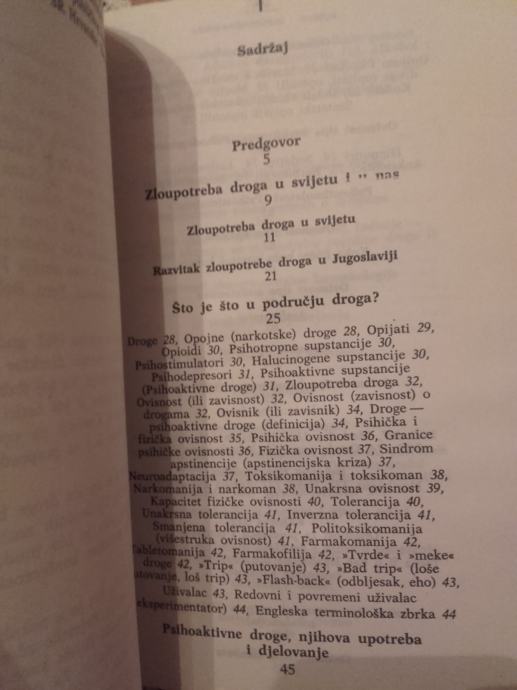 Sadržaj
Predgovor
5
Zloupotreba droga u svijetu i u nas
9
Zloupotreba droga u svijetu
11
Razvitak zloupotrebe droga u Jugoslaviji
21
Što je što u području droga?
25
Droge 28, Opojne (narkotske) droge 28, Opijati 29,
Opioidi 30, Psihotropne supstancije 30,
Psihostimulatori 30, Halucinogene supstancije 30,
Psihodepresori 31, Psihoaktivne supstancije
(Psihoaktivne droge) 31, Zloupotreba droga 32,
Ovisnost (ili zavisnost) 32, Ovisnost (zavisnost) o
drogama 32, Ovisnik (ili zavisnik) 34, Droge —
psihoaktivne droge (definicija) 34, Psihička i
fizička ovisnost 35, Psihička ovisnost 36, Granice
psihičke ovisnosti 36, Fizička ovisnost 37, Sindrom
apstinencije (apstinencijska kriza) 37,
Neuroadaptacija 37, Toksikomanija i toksikoman 38,
Narkomanija i narkoman 38, Unakrsna ovisnost 39,
Kapacitet fizičke ovisnosti 40, Tolerancija 40,
Unakrsna tolerancija 41, Inverzna tolerancija 41,
Smanjena tolerancija 41, Politoksikomanija
(višestruka ovisnost) 41, Farmakomanija 42,
Tabletomanija 42, Farmakofilija 42, »Tvrde« i »meke«
droge 42, »Trip« (putovanje) 43, »Bad trip« (loše
putovanje, loš trip) 43, »Flash-back« (odbljesak, eho) 43,
Uživalac 43, Redovni i povremeni uživalac
eksperimentator) 44, Engleska terminološka zbrka 44
Psihoaktivne droge, njihova upotreba
i djelovanje
45